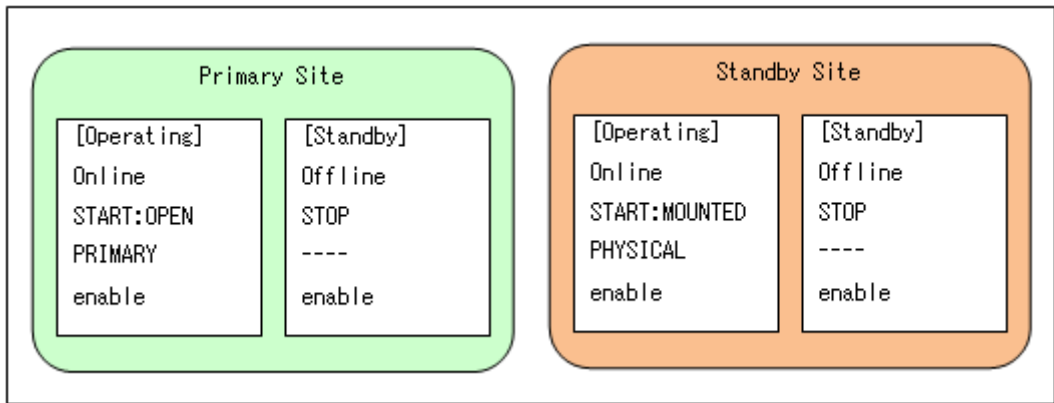 Primary Site
[Operating]
Online
START:OPEN
PRIMARY
enable
[Standby]
Offline
STOP
----
enable
Standby Site
[Operating]
Online
START:MOUNTED
PHYSICAL
enable
[Standby]
Offline
STOP
----
enable